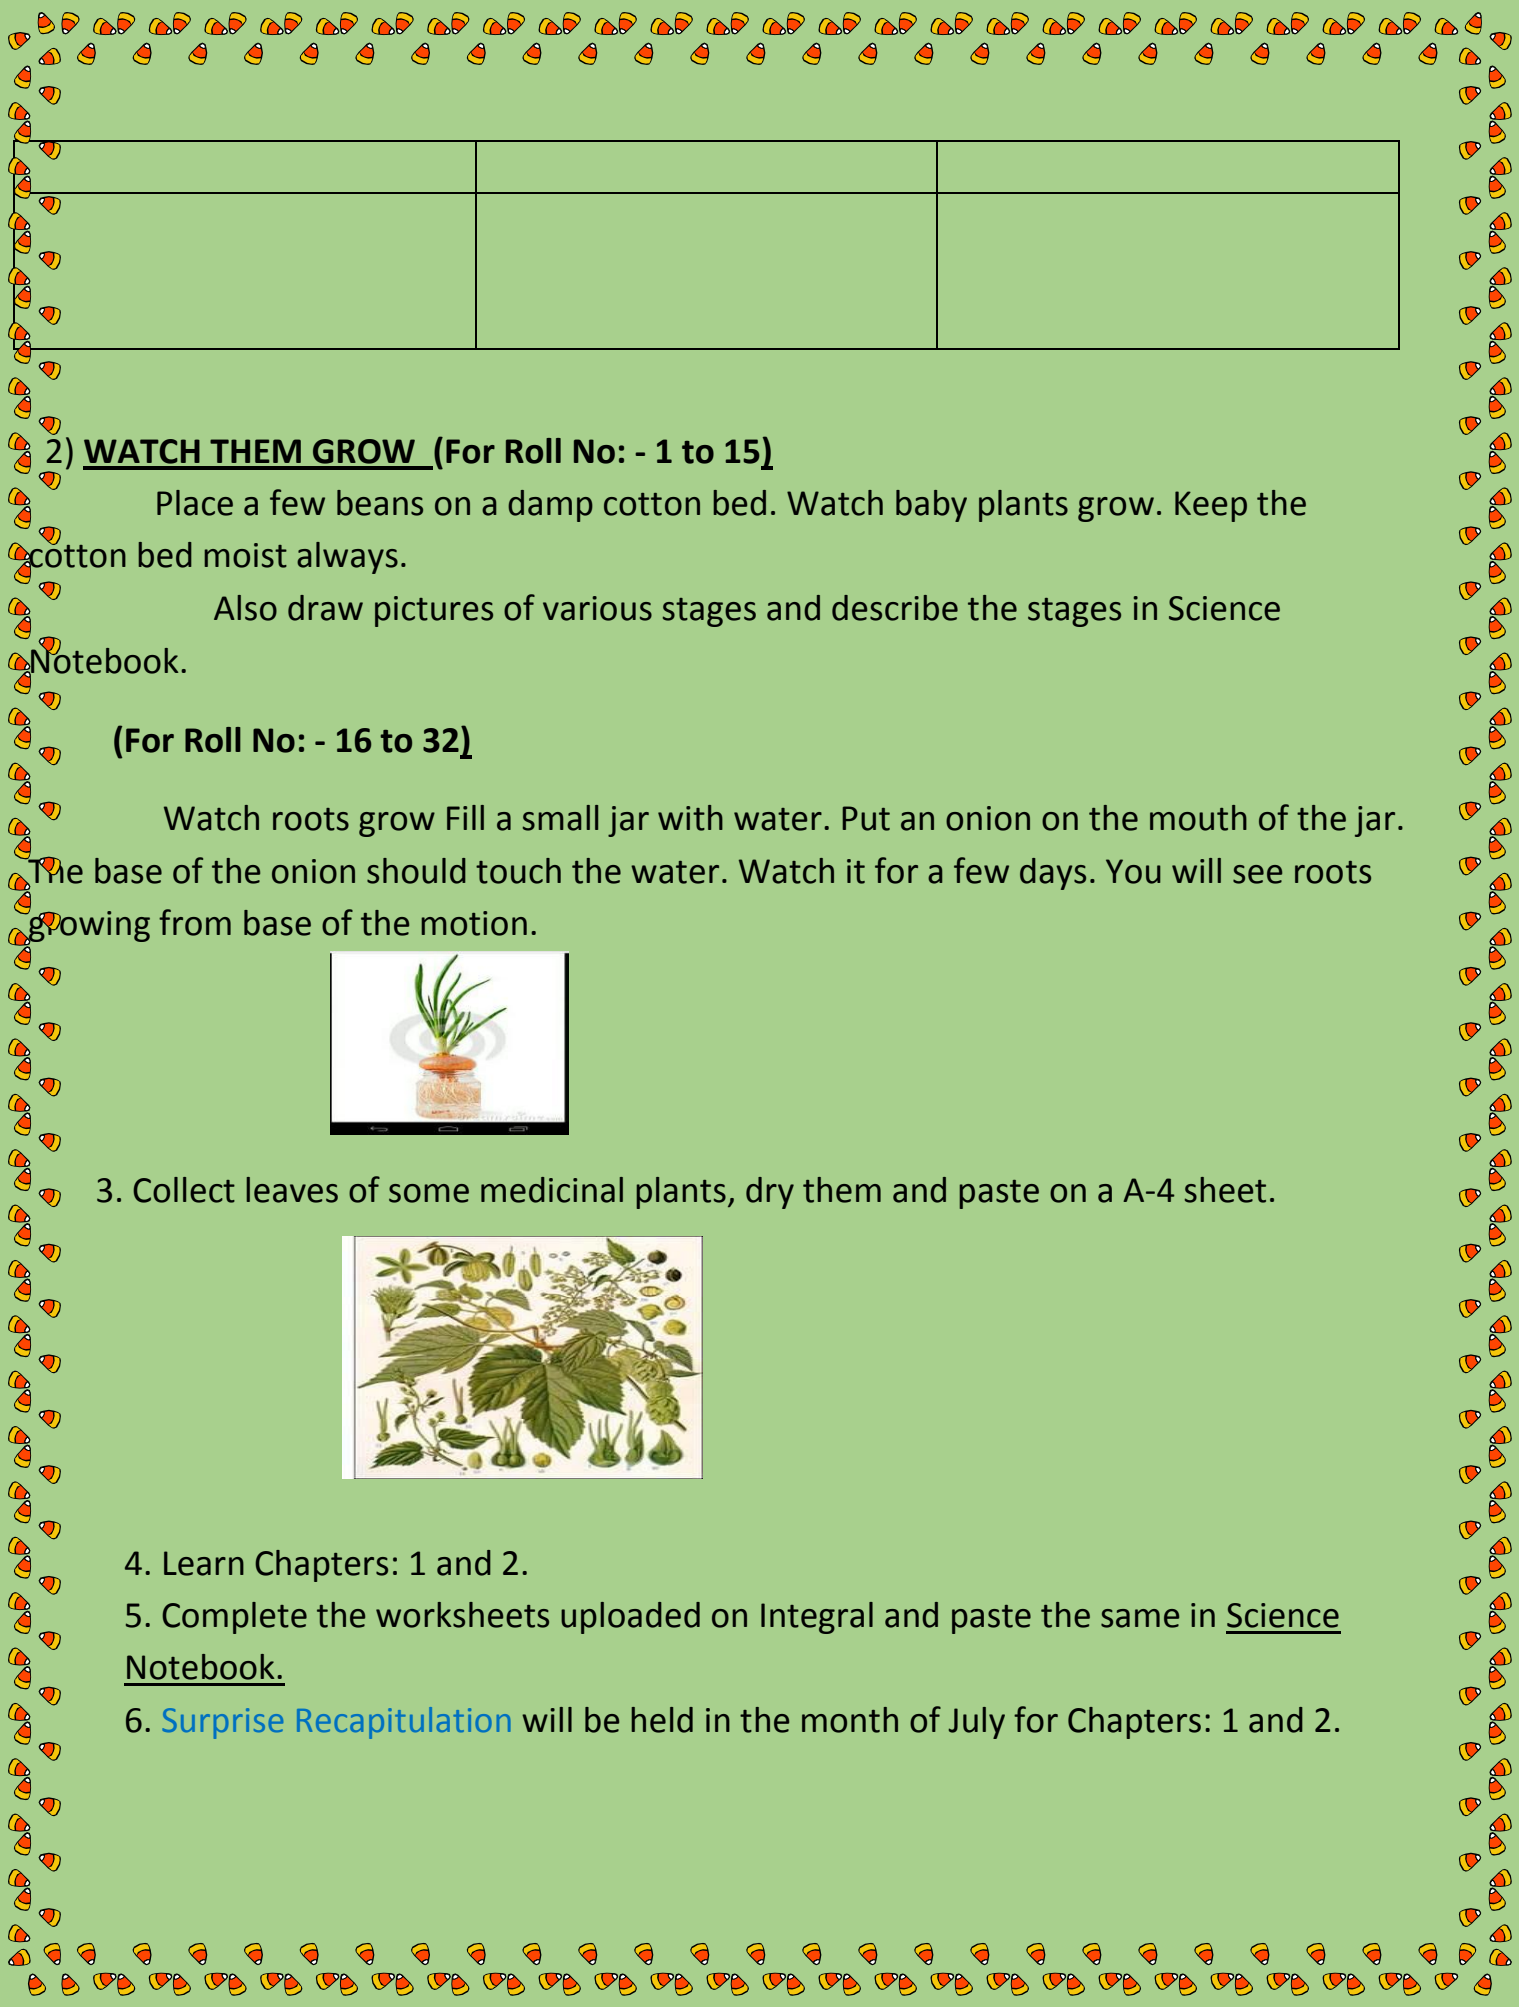 2) WATCH THEM GROW (For Roll No: - 1 to 15)
Place a few beans on a damp cotton bed. Watch baby plants grow. Keep the
cotton bed moist always.
Also draw pictures of various stages and describe the stages in Science
Notebook.
(For Roll No: - 16 to 32)
Watch roots grow Fill a small jar with water. Put an onion on the mouth of the jar.
The base of the onion should touch the water. Watch it for a few days. You will see roots
growing from base of the motion.
3. Collect leaves of some medicinal plants, dry them and paste on a A-4 sheet.
4. Learn Chapters: 1 and 2.
5. Complete the worksheets uploaded on Integral and paste the same in Science
Notebook.
6. Surprise Recapitulation will be held in the month of July for Chapters: 1 and 2.